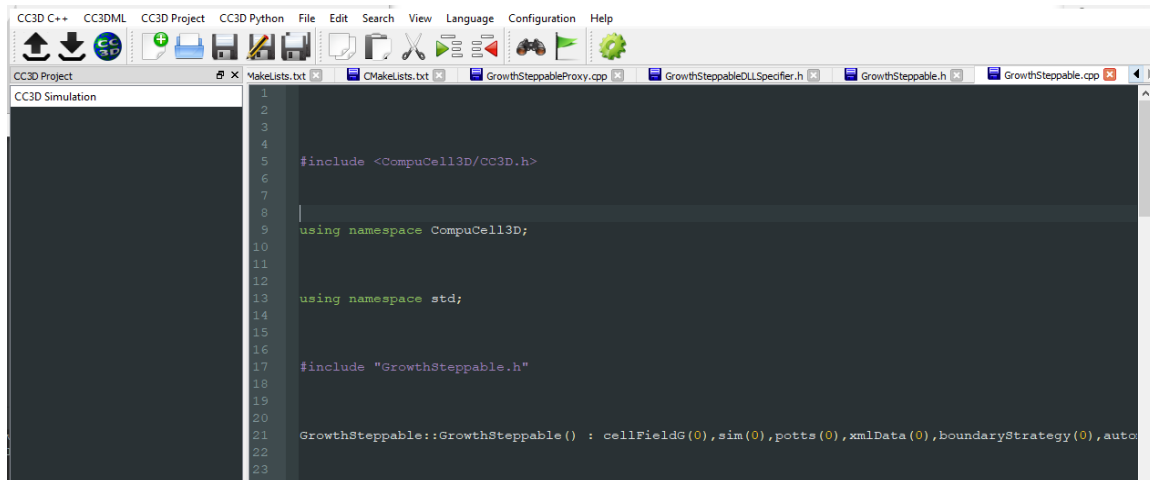 CC3D C++ CC3DML CC3D Project CC3D Python File Edit Search View Language Configuration Help
CC3D Project
MakeLists.txt CMakeLists.txt GrowthSteppableProxy.cpp GrowthSteppableDLLSpecifier.h GrowthSteppable.h GrowthSteppable.cpp
CC3D Simulation
1
2
3
4
5 #include <CompuCell3D/CC3D.h>
6
7
8
9 using namespace CompuCell3D;
10
11
12
13 using namespace std;
14
15
16
17 #include "GrowthSteppable.h"
18
19
20
21 GrowthSteppable::GrowthSteppable() : cellFieldG(0),sim(0),potts(0),xmlData(0),boundaryStrategy(0),auto
22
23